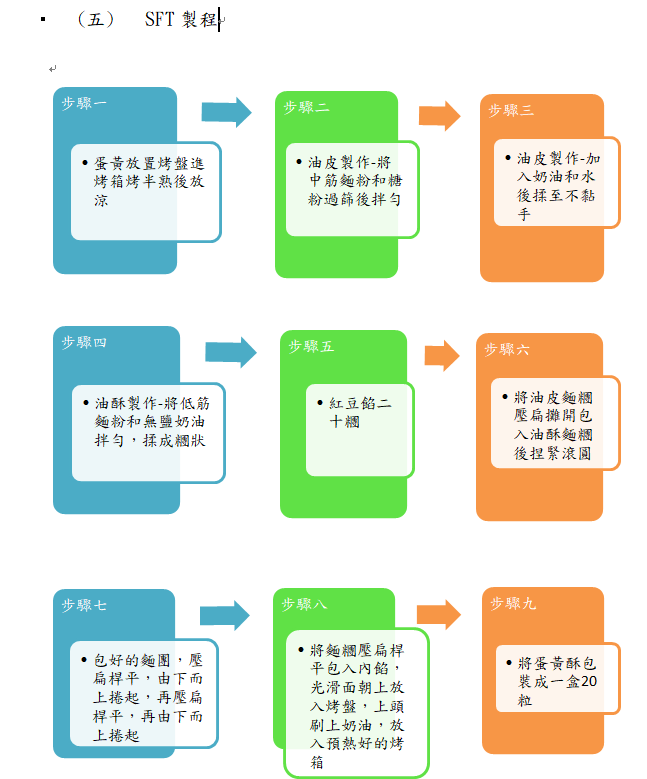 （五） SFT 製程
步驟一
• 蛋黃放置烤盤進
烤箱烤半熟後放
涼
步驟二
• 油皮製作-將
中筋麵粉和糖
粉過篩後拌勻
步驟三
• 油皮製作-加
入奶油和水
後揉至不黏
手
步驟四
• 油酥製作-將低筋
麵粉和無鹽奶油
拌勻，揉成糰狀
步驟五
• 紅豆餡二
十糰
步驟六
• 將油皮麵糰
壓扁攤開包
入油酥麵糰
後捏緊滾圓
步驟七
• 包好的麵團，壓
扁桿平，由下而
上捲起，再壓扁
桿平，再由下而
上捲起
步驟八
• 將麵糰壓扁桿
平包入內餡，
光滑面朝上放
入烤盤，上頭
刷上奶油，放
入預熱好的烤
箱
步驟九
• 將蛋黃酥包
裝成一盒20
粒